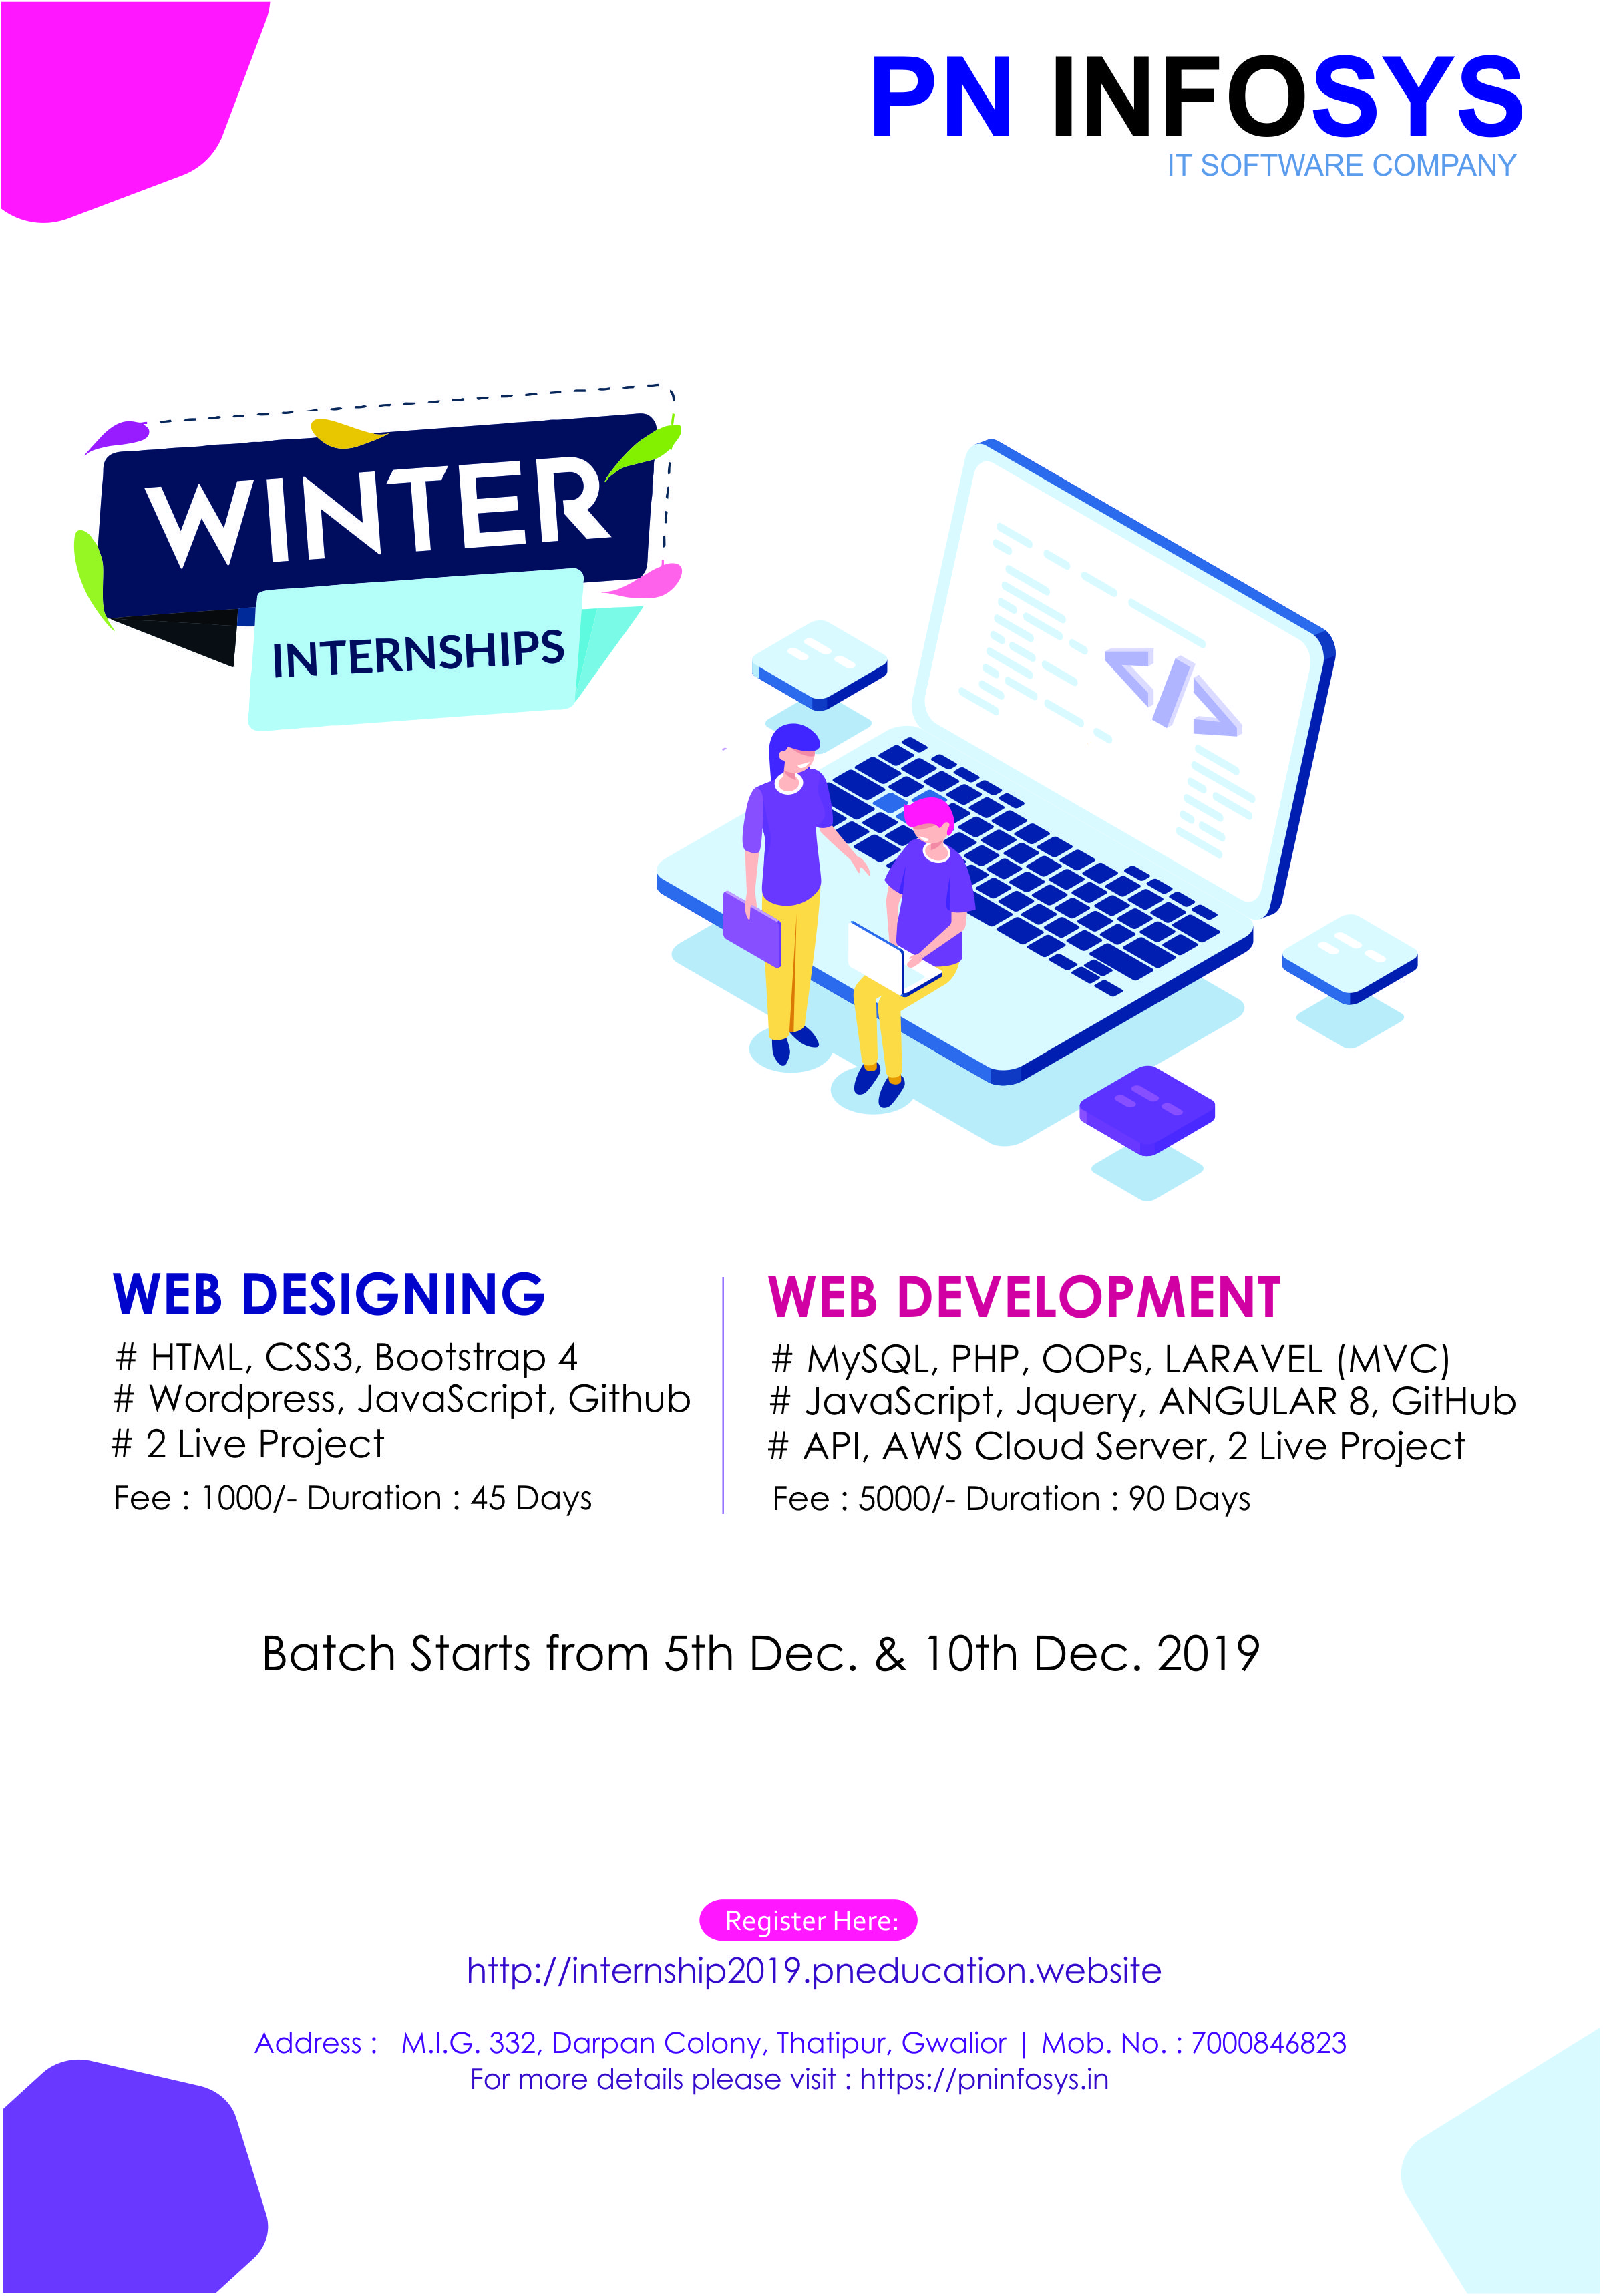 PN INFOSYS
IT SOFTWARE COMPANY
WINTER
INTERNSHIPS
</>
WEB DESIGNING
# HTML, CSS3, Bootstrap 4
# Wordpress, JavaScript, Github
# 2 Live Project
Fee : 1000/- Duration : 45 Days
WEB DEVELOPMENT
# MySQL, PHP, OOPs, LARAVEL (MVC)
# JavaScript, Jquery, ANGULAR 8, GitHub
# API, AWS Cloud Server, 2 Live Project
Fee : 5000/- Duration : 90 Days
Batch Starts from 5th Dec. & 10th Dec. 2019
Register Here:
http://internship2019.pneducation.website
Address : M.I.G. 332, Darpan Colony, Thatipur, Gwalior | Mob. No. : 7000846823
For more details please visit : https://pninfosys.in